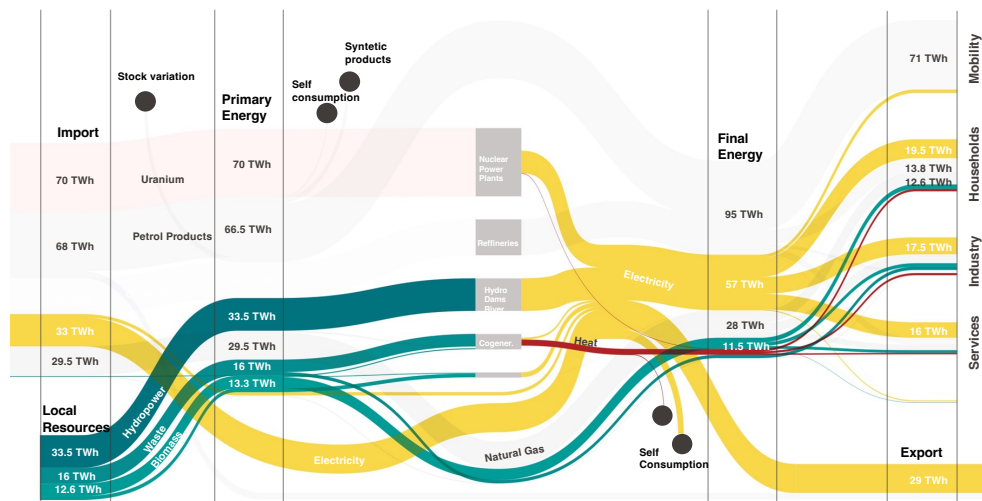 Syntetic
products
Stock variation
Self
consumption
Primary
Energy
Import
Final
Energy
Mobility
71 TWh
70 TWh
Uranium
70 TWh
Nuclear
Power
Plants
19.5 TWh
Households
13.8 TWh
12.6 TWh
68 TWh
Petrol Products
66.5 TWh
Reffineries
95 TWh
17.5 TWh
Industry
Electricity
57 TWh
Hydro
Dams
River
33 TWh
33.5 TWh
28 TWh
16 TWh
Services
29.5 TWh
29.5 TWh
Cogener.
Heat
11.5 TWh
16 TWh
13.3 TWh
Local
Resources
Hydropower
Waste
Biomass
33.5 TWh
Electricity
Natural Gas
Self
Consumption
Export
16 TWh
12.6 TWh
29 TWh